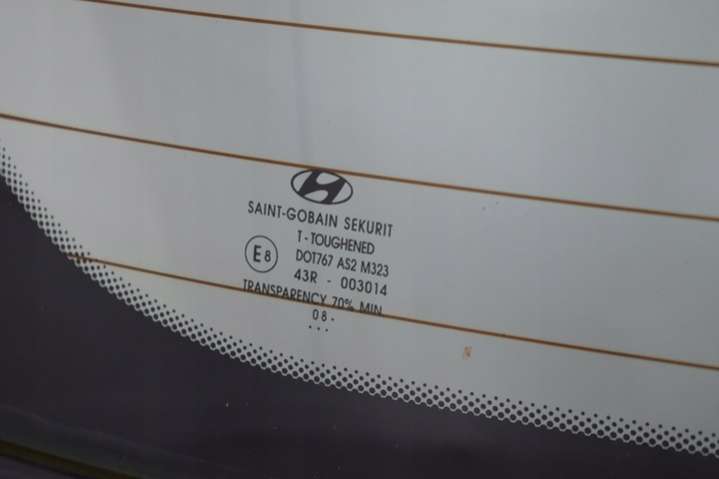 SAINT-GOBAIN SEKURIT
T-TOUGHENED
E8
DOT767 AS2 M323
43R - 003014
TRANSPARENCY 70% MIN
08-
...